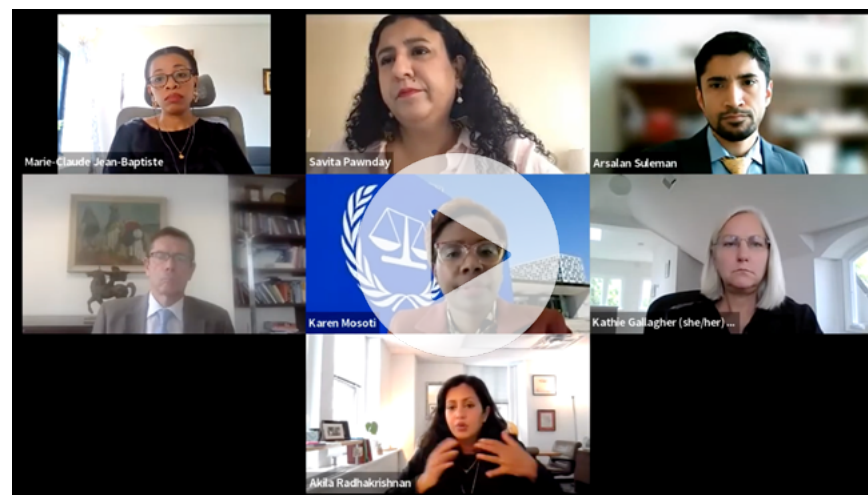 Marie-Claude Jean-Baptiste
Savita Pawnday
Arsalan Suleman
Karen Mosoti
Kathie Gallagher (she/her) ...
Akila Radhakrishnan